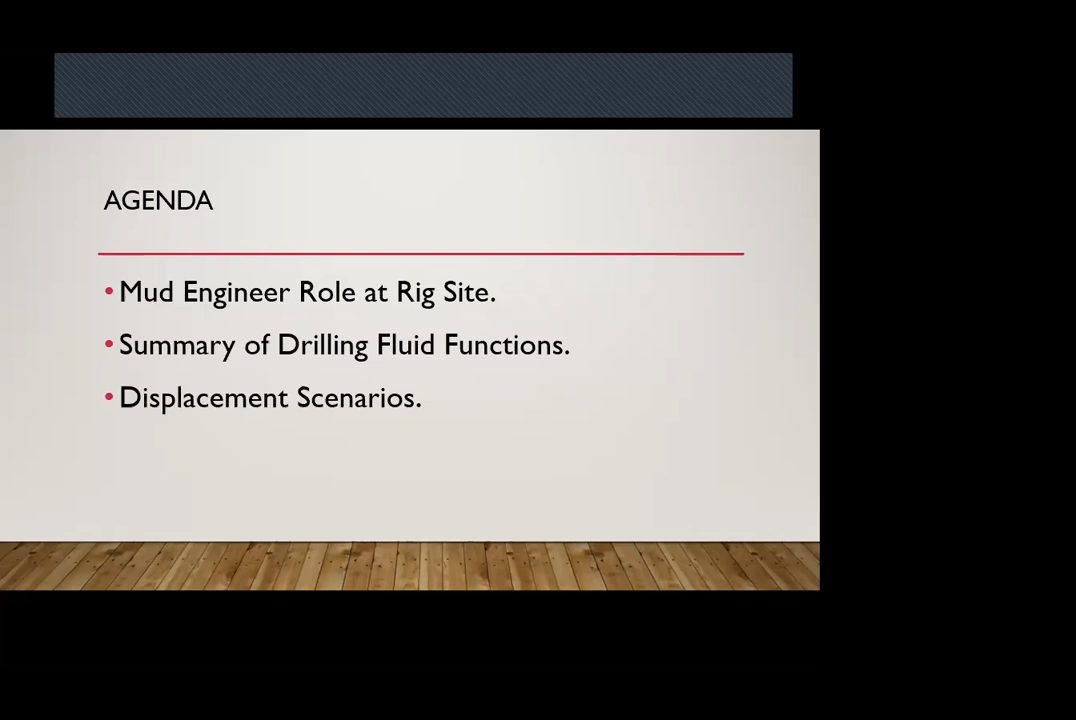 AGENDA
• Mud Engineer Role at Rig Site.
• Summary of Drilling Fluid Functions.
• Displacement Scenarios.